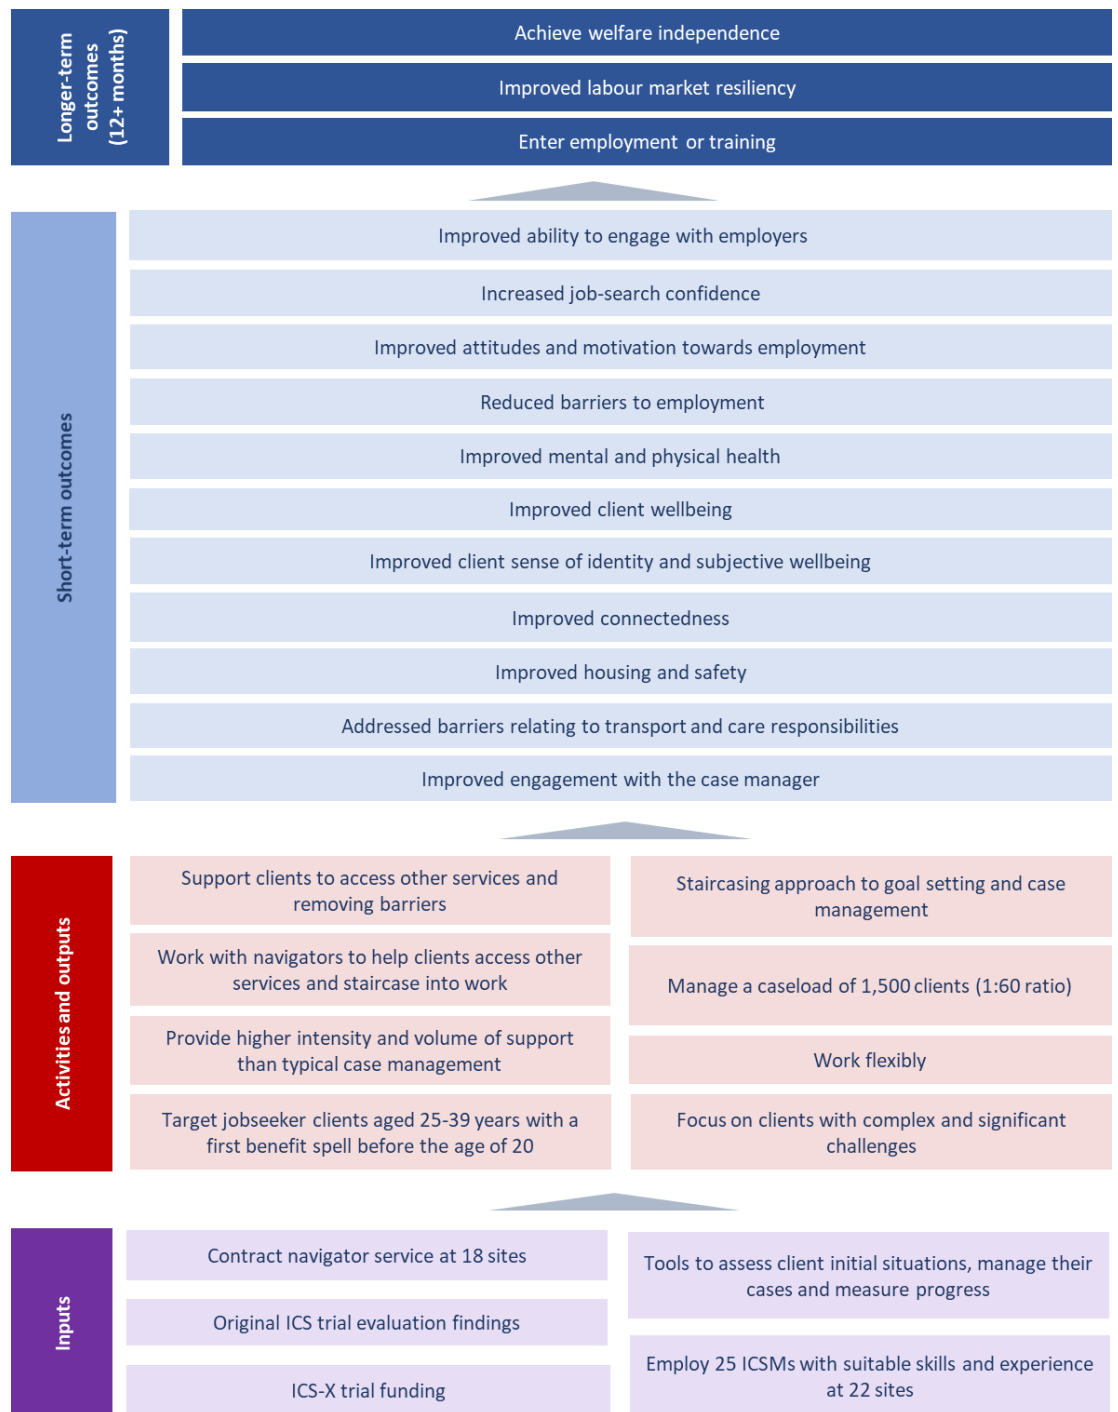 Longer-term
outcomes
(12+ months)
Achieve welfare independence
Improved labour market resiliency
Enter employment or training
Short-term outcomes
Improved ability to engage with employers
Increased job-search confidence
Improved attitudes and motivation towards employment
Reduced barriers to employment
Improved mental and physical health
Improved client wellbeing
Improved client sense of identity and subjective wellbeing
Improved connectedness
Improved housing and safety
Addressed barriers relating to transport and care responsibilities
Improved engagement with the case manager
Activities and outputs
Support clients to access other services and
removing barriers
Work with navigators to help clients access other
services and staircase into work
Provide higher intensity and volume of support
than typical case management
Target jobseeker clients aged 25-39 years with a
first benefit spell before the age of 20
Staircasing approach to goal setting and case
management
Manage a caseload of 1,500 clients (1:60 ratio)
Work flexibly
Focus on clients with complex and significant
challenges
Inputs
Contract navigator service at 18 sites
Original ICS trial evaluation findings
ICS-X trial funding
Tools to assess client initial situations, manage their
cases and measure progress
Employ 25 ICSMs with suitable skills and experience
at 22 sites